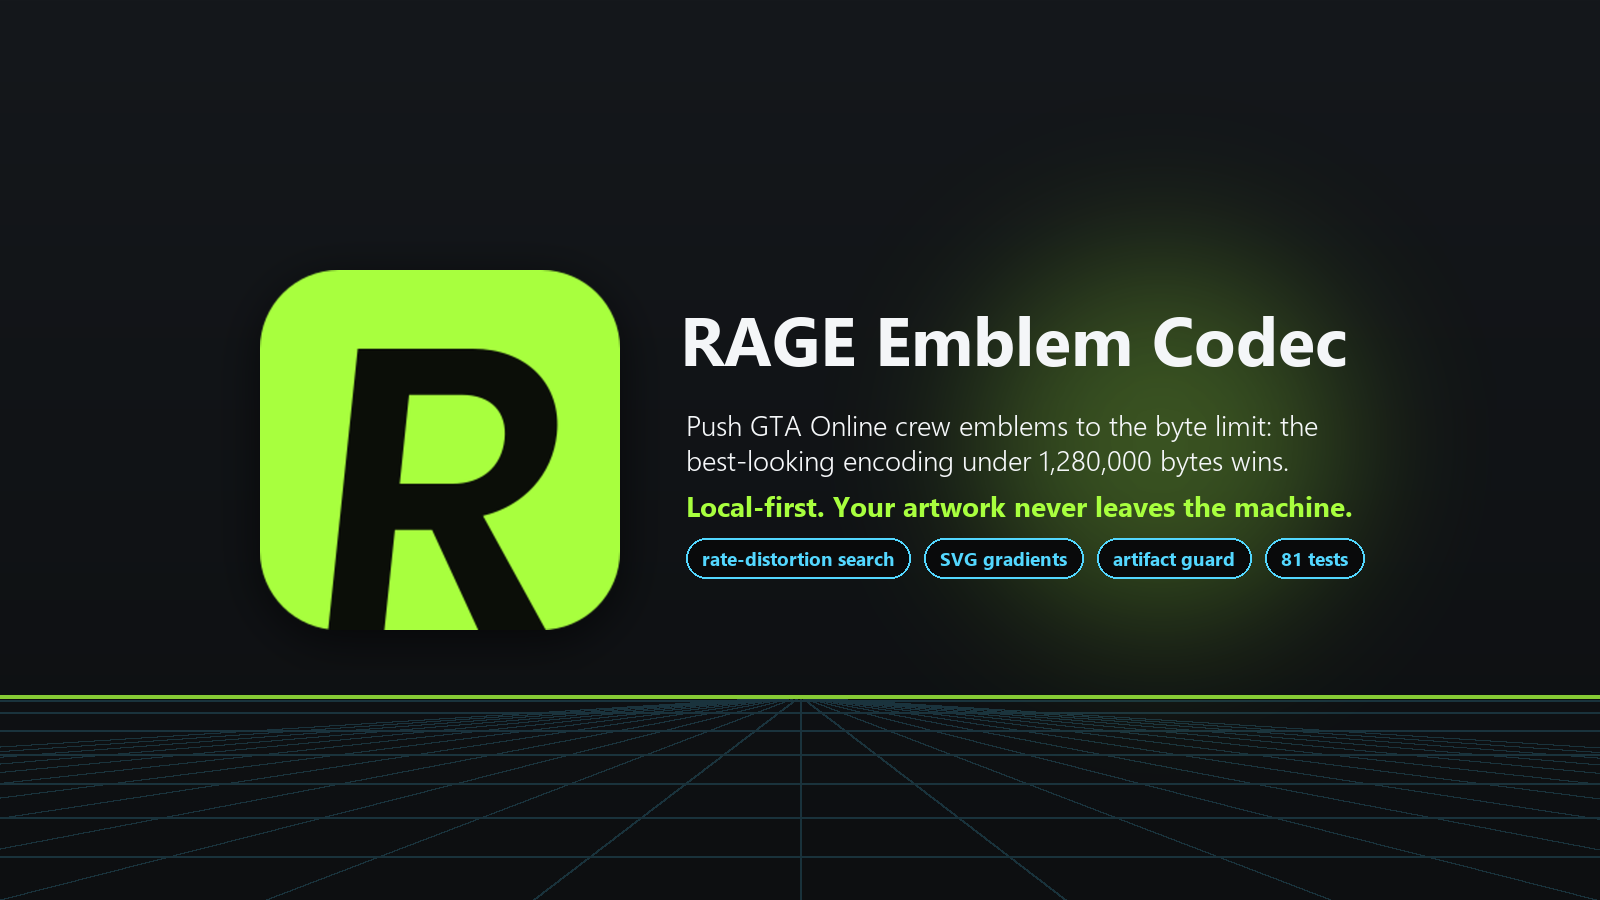 R
RAGE Emblem Codec
Push GTA Online crew emblems to the byte limit: the
best-looking encoding under 1,280,000 bytes wins.
Local-first. Your artwork never leaves the machine.
rate-distortion search SVG gradients artifact guard 81 tests